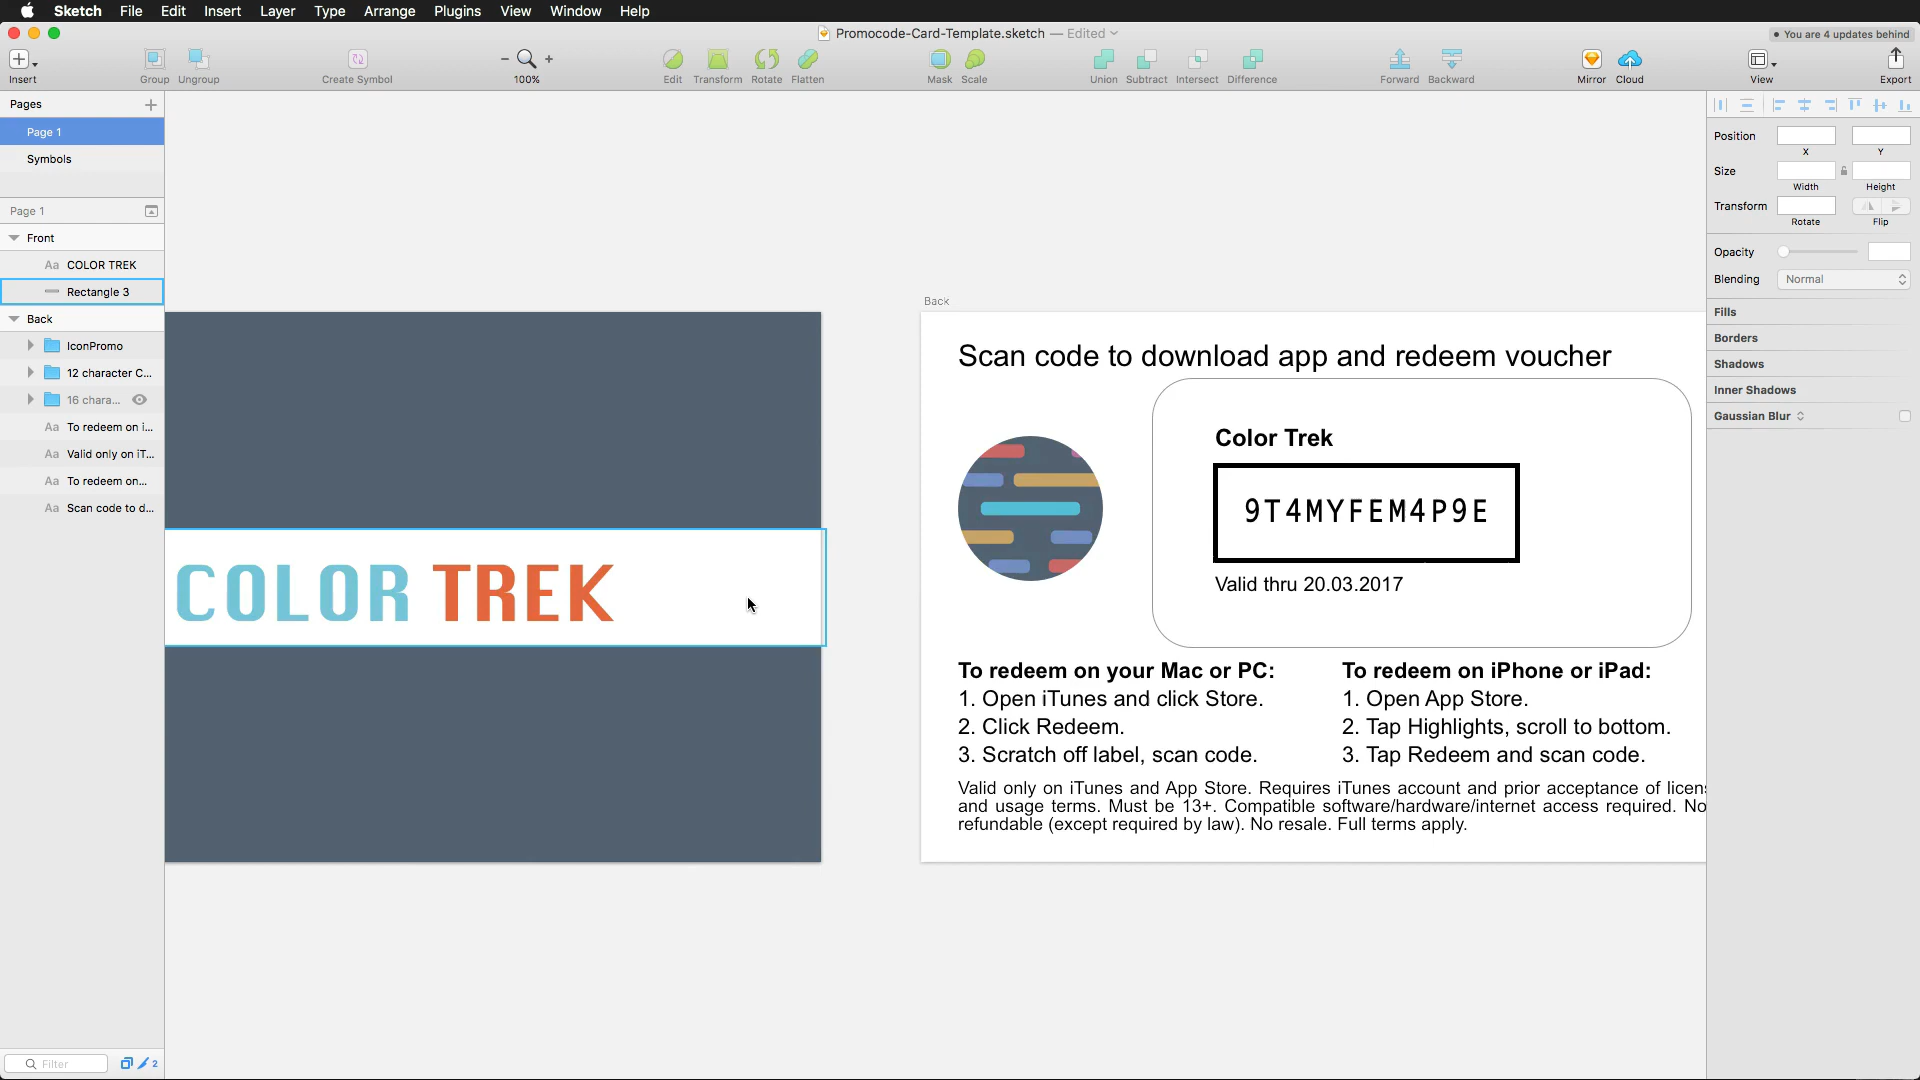 Sketch File Edit Insert Layer Type Arrange Plugins View Window Help
Promocode-Card-Template.sketch — Edited
You are 4 updates behind
Insert Group Ungroup Create Symbol 100% Edit Transform Rotate Flatten Mask Scale Union Subtract Intersect Difference Forward Backward Mirror Cloud View Export
Pages
Page 1
Symbols
Page 1
Front
Aa COLOR TREK
Rectangle 3
Back
IconPromo
12 character C...
16 chara...
Aa To redeem on i...
Aa Valid only on iT...
Aa To redeem on...
Aa Scan code to d...
Filter
2
COLOR TREK
Back
Scan code to download app and redeem voucher
Color Trek
9T4MYFEM4P9E
Valid thru 20.03.2017
To redeem on your Mac or PC:
1. Open iTunes and click Store.
2. Click Redeem.
3. Scratch off label, scan code.
To redeem on iPhone or iPad:
1. Open App Store.
2. Tap Highlights, scroll to bottom.
3. Tap Redeem and scan code.
Valid only on iTunes and App Store. Requires iTunes account and prior acceptance of licens
and usage terms. Must be 13+. Compatible software/hardware/internet access required. No
refundable (except required by law). No resale. Full terms apply.
Position
X Y
Size
Width Height
Transform
Rotate Flip
Opacity
Blending Normal
Fills
Borders
Shadows
Inner Shadows
Gaussian Blur